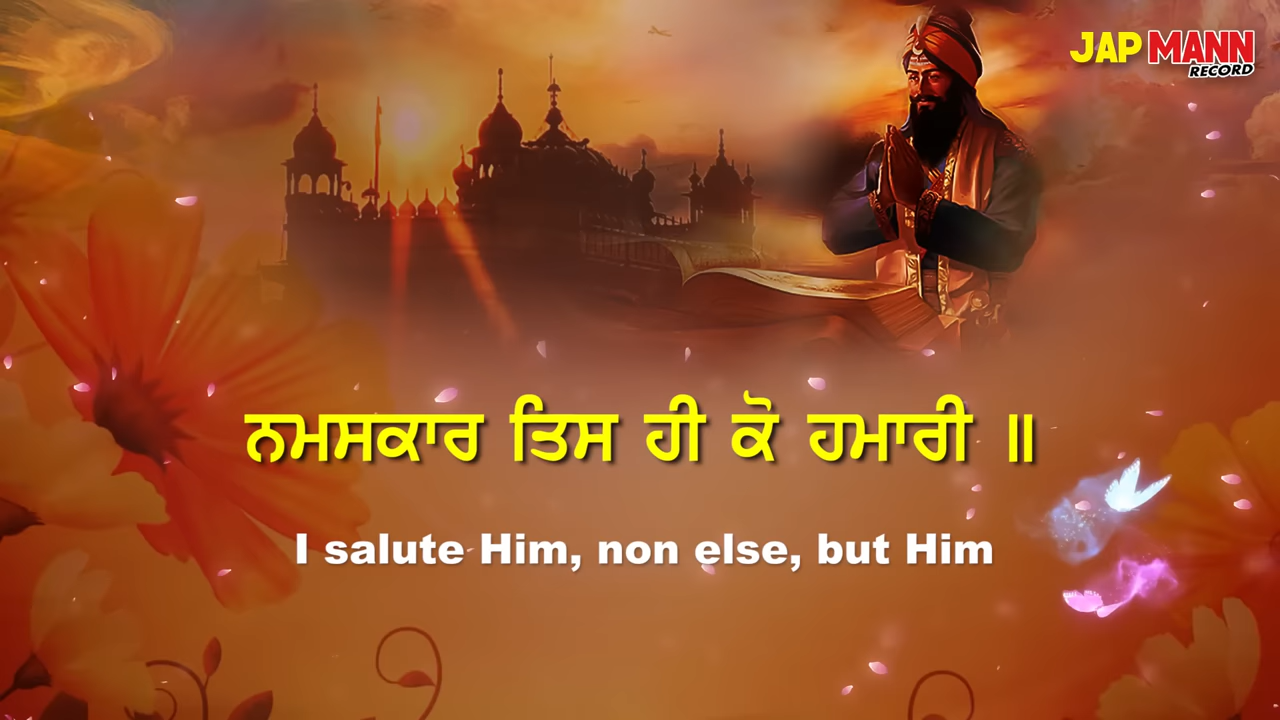 JAP MANN
RECORD
ਨਮਸਕਾਰ ਤਿਸ ਹੀ ਕੋ ਹਮਾਰੀ ॥
I salute Him, non else, but Him